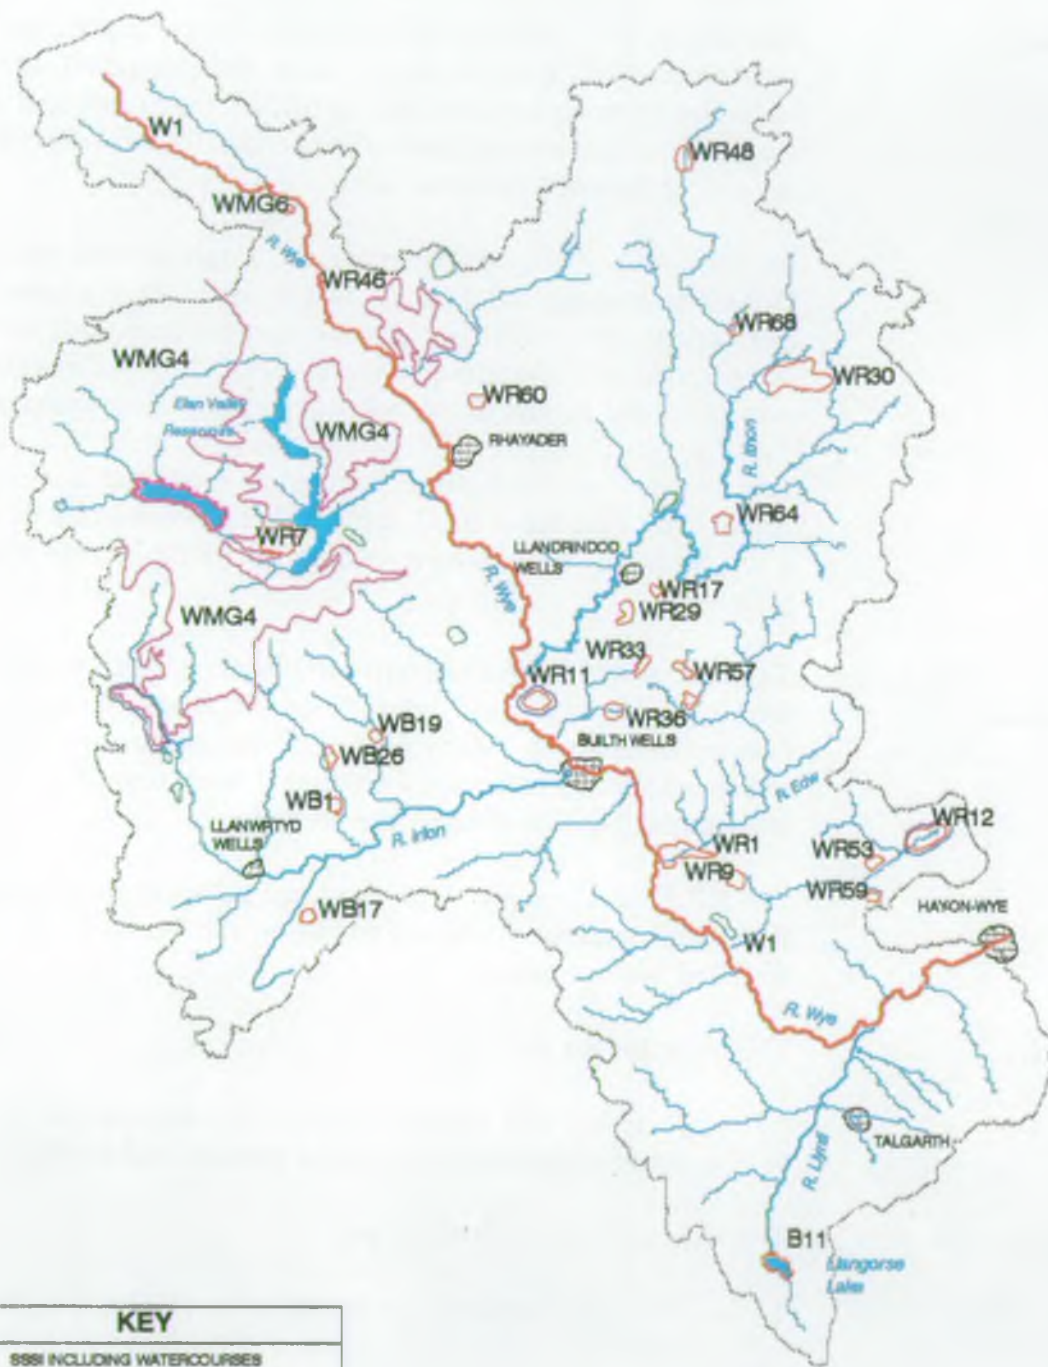 W1
WR48
WMG6
R. Wye
WR46
WR68
WMG4
WR30
Elan Valley
WR60
WMG4
RHAYADER
R. Ithon
WR64
WR7
LLANDRINDOD
WELLS
R. Wye
WR17
WR29
WMG4
WR33
WR57
WR11
WR36
WB19
BUILTH WELLS
WB26
R. Edw
WB1
LLANWRTYD
WELLS
R. Irfon
WR12
WR1
WR53
WR9
WR59
HAY-ON-WYE
WB17
W1
R. Wye
TALGARTH
B11
Llangorse
Lake
KEY
SSSI INCLUDING WATERCOURSES